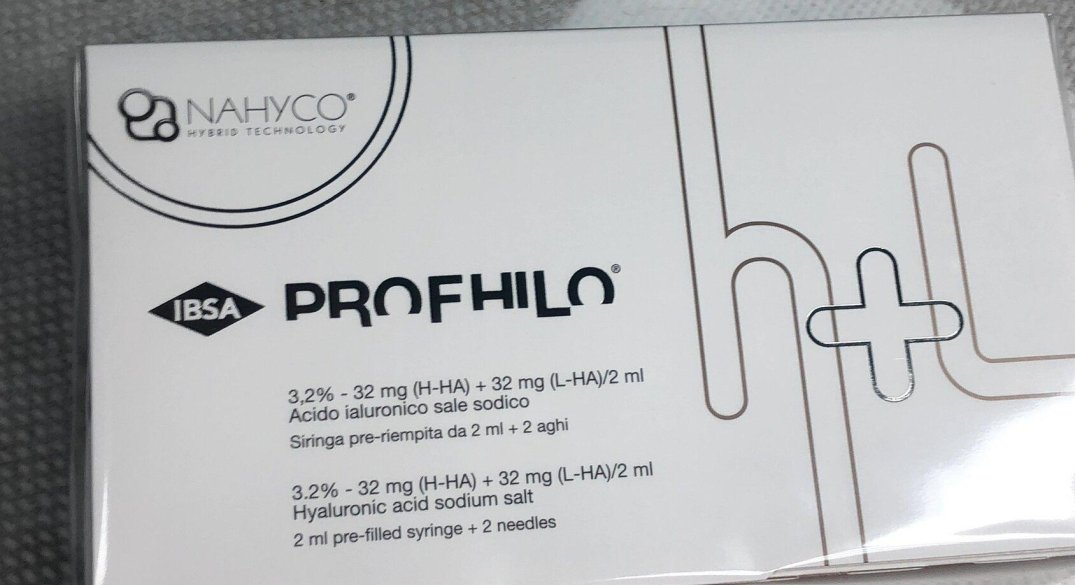 NAHYCO®
HYBRID TECHNOLOGY
IBSA PROFHILO®
3,2% - 32 mg (H-HA) + 32 mg (L-HA)/2 ml
Acido ialuronico sale sodico
Siringa pre-riempita da 2 ml + 2 aghi
3.2% - 32 mg (H-HA) + 32 mg (L-HA)/2 ml
Hyaluronic acid sodium salt
2 ml pre-filled syringe + 2 needles
h+L